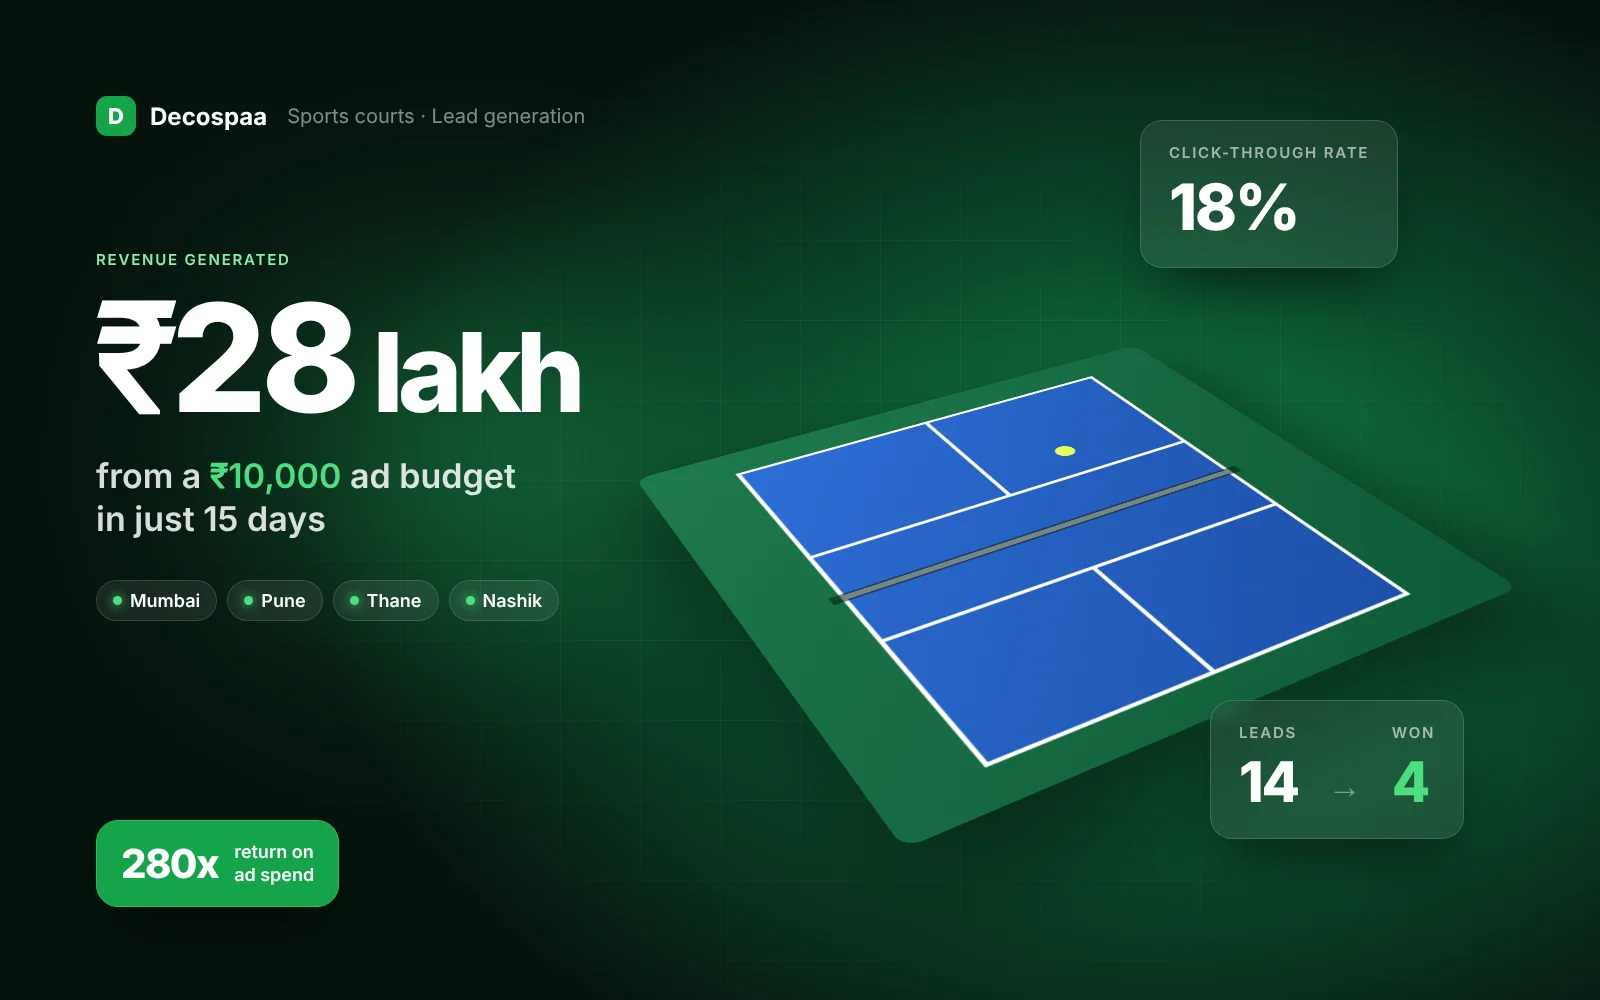 D Decospaa Sports courts · Lead generation
CLICK-THROUGH RATE
18%
REVENUE GENERATED
₹28 lakh
from a ₹10,000 ad budget
in just 15 days
Mumbai Pune Thane Nashik
LEADS WON
14 → 4
280x return on
ad spend